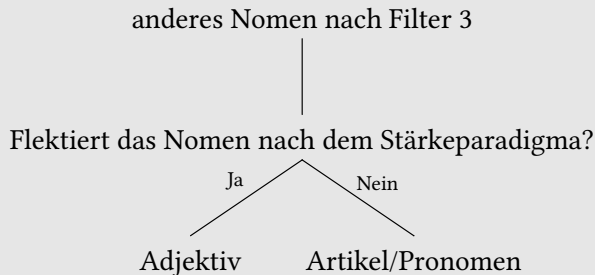 anderes Nomen nach Filter 3
Flektiert das Nomen nach dem Stärkeparadigma?
Ja
Nein
Adjektiv
Artikel/Pronomen